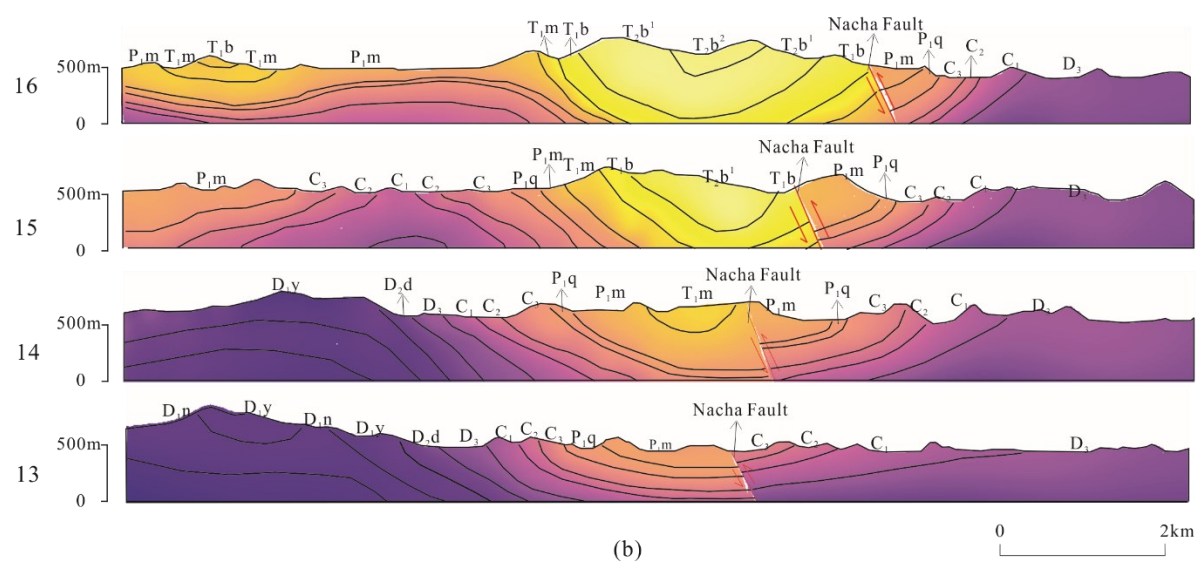 Nacha Fault
P₁m T₁m T₁b T₁m P₁m T₁m T₁b T₂b¹ T₂b² T₂b¹ T₁b P₁m P₁q C₃ C₂ C₁ D₃
16
500m
0
Nacha Fault
P₁m C₃ C₂ C₁ C₂ C₃ P₁q P₁m T₁m T₁b T₂b¹ T₁b P₁m P₁q C₃ C₂ C₁ D₃
15
500m
0
Nacha Fault
D₁y D₂d D₃ C₁ C₂ C₃ P₁q P₁m T₁m P₁m P₁q C₃ C₂ C₁ D₃
14
500m
0
Nacha Fault
D₁n D₁y D₁n D₁y D₂d D₃ C₁ C₂ C₃ P₁q P₁m C₃ C₂ C₁ D₃
13
500m
0
(b)
0 2km